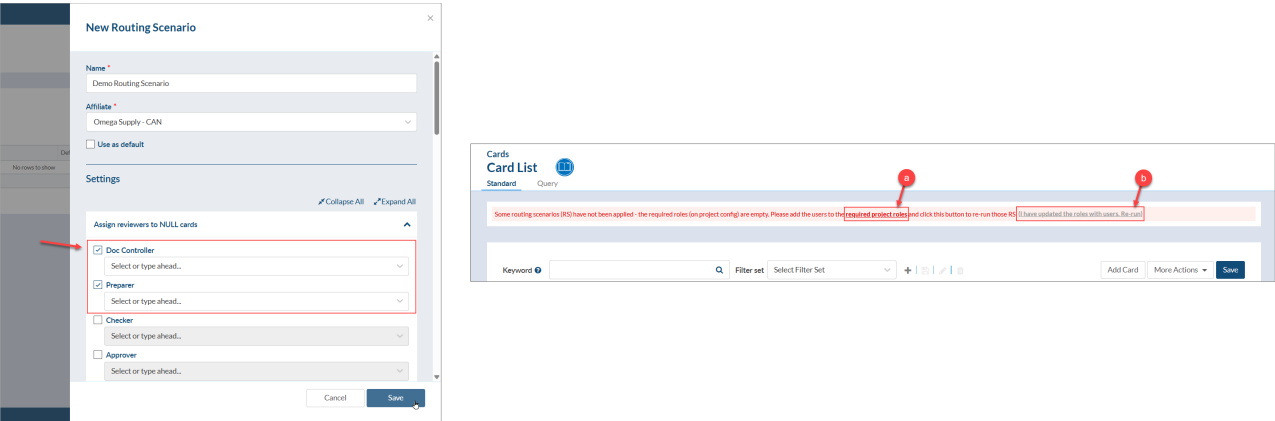 New Routing Scenario
×
Name *
Demo Routing Scenario
Affiliate *
Omega Supply - CAN
Use as default
No rows to show
Settings
Collapse All Expand All
Assign reviewers to NULL cards
Doc Controller
Select or type ahead...
Preparer
Select or type ahead...
Checker
Select or type ahead...
Approver
Select or type ahead...
Cancel Save
Cards
Card List
Standard Query
a
b
Some routing scenarios (RS) have not been applied - the required roles (on project config) are empty. Please add the users to the required project roles and click this button to re-run those RS [I have updated the roles with users. Re-run]
Keyword Filter set Select Filter Set Add Card More Actions Save